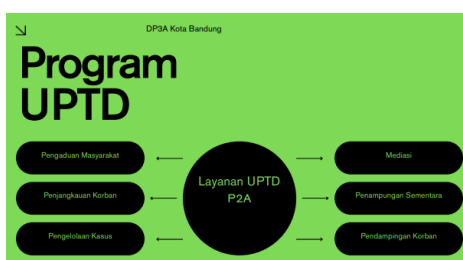 DP3A Kota Bandung
Program
UPTD
Pengaduan Masyarakat
Penjangkauan Korban
Pengelolaan Kasus
Layanan UPTD
P2A
Mediasi
Penampungan Sementara
Pendampingan Korban